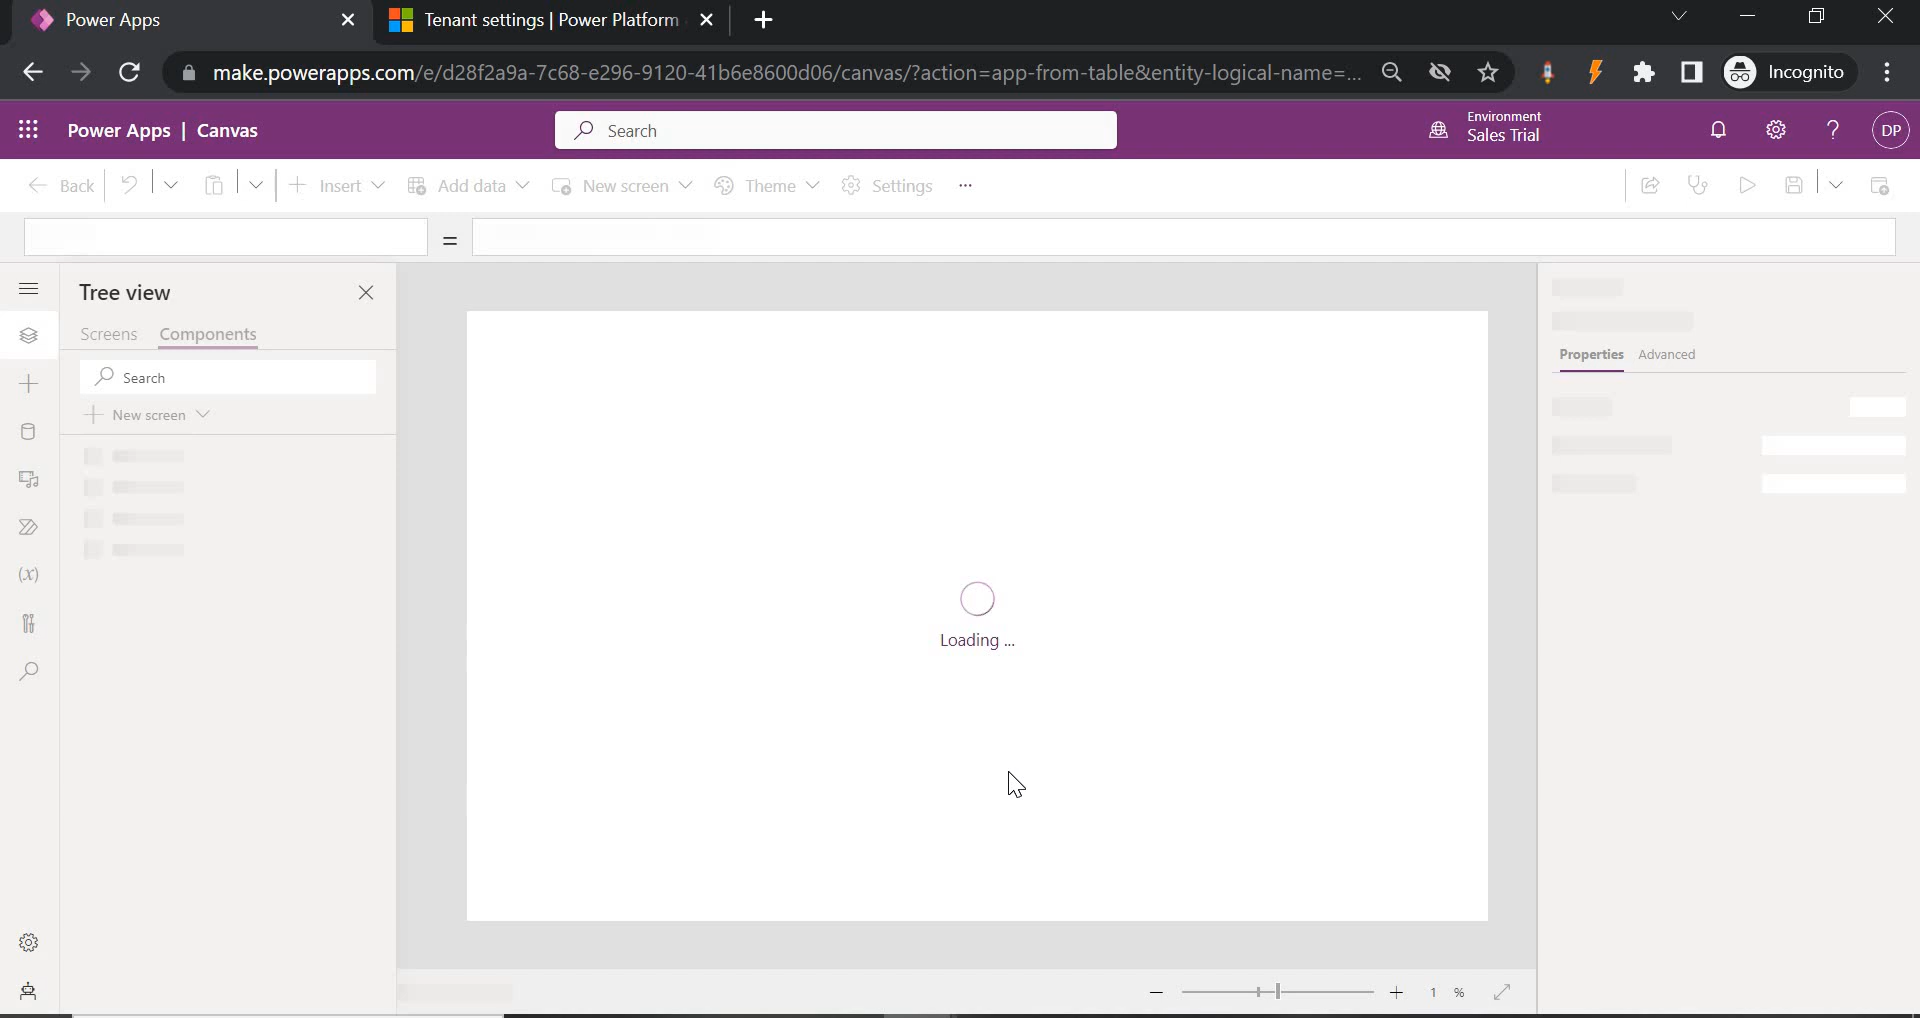 Power Apps
Tenant settings | Power Platform
make.powerapps.com/e/d28f2a9a-7c68-e296-9120-41b6e8600d06/canvas/?action=app-from-table&entity-logical-name=...
Incognito
Power Apps | Canvas
Search
Environment
Sales Trial
DP
Back
Insert
Add data
New screen
Theme
Settings
...
=
Tree view
Screens
Components
Search
New screen
(x)
Loading ...
Properties
Advanced
1 %